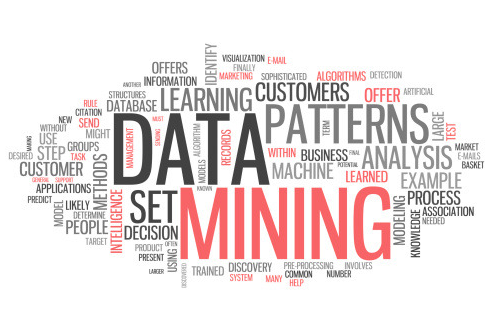 VISUALIZATION
E-MAIL
OFFERS
IDENTIFY
FINALLY
MARKETING
SOPHISTICATED
ALGORITHMS
DETECTION
ANOTHER
INFORMATION
STRUCTURES
LEARNING
CUSTOMERS
OFFER
ARTIFICIAL
RULE
DATABASE
NEW
CITATION
SEND
MUST
DATA
PATTERNS
LARGE
TEST
WITHOUT
MIGHT
MANAGEMENT
SENDING
ALGORITHM
RECORDS
TERM
MAKING
USE
DESIRED
STEP
GROUPS
TASK
MODELS
WITHIN
BUSINESS
FINAL
ANALYSIS
MARKET
E-MAILS
BASKET
CUSTOMER
METHODS
MACHINE
POTENTIAL
LEARNED
EXAMPLE
GENERAL
SUPPORT
APPLICATIONS
KNOWN
PREDICT
MODEL
LIKELY
INTELLIGENCE
SET
MINING
MODELING
PROCESS
KNOWLEDGE
ASSOCIATION
NEEDED
DETERMINE
PEOPLE
DECISION
TARGET
PRODUCT
OFTEN
PRESENT
USING
LARGER
DISCOVERED
TRAINED
DISCOVERY
PRE-PROCESSING
INVOLVES
SYSTEM
MANY
COMMON
NUMBER
HELP